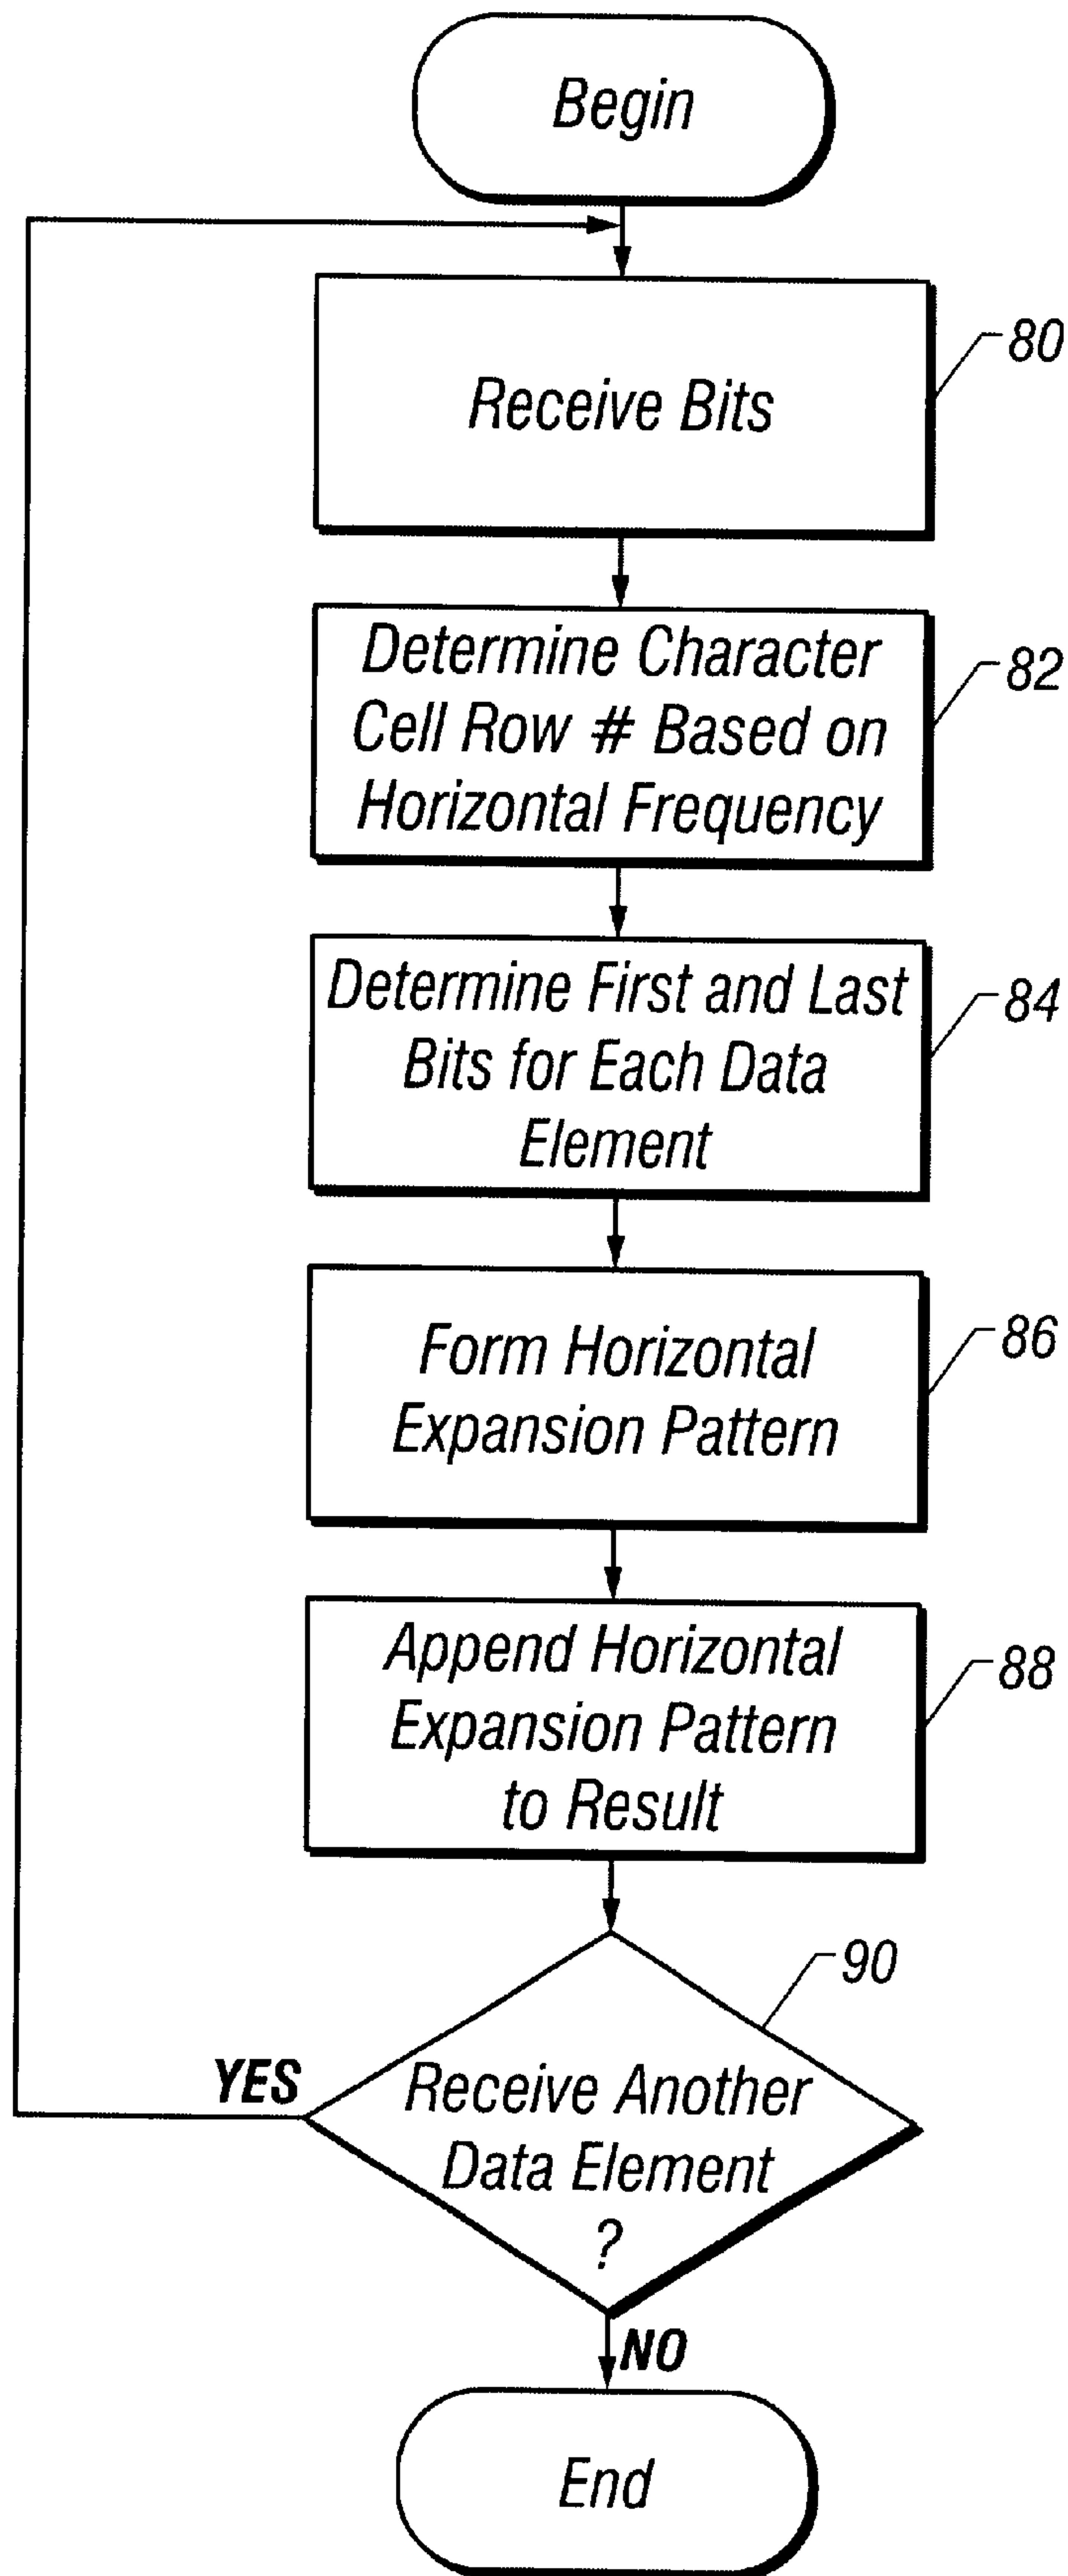 Begin
Receive Bits
80
Determine Character
Cell Row # Based on
Horizontal Frequency
82
Determine First and Last
Bits for Each Data
Element
84
Form Horizontal
Expansion Pattern
86
Append Horizontal
Expansion Pattern
to Result
88
90
YES
Receive Another
Data Element
?
NO
End